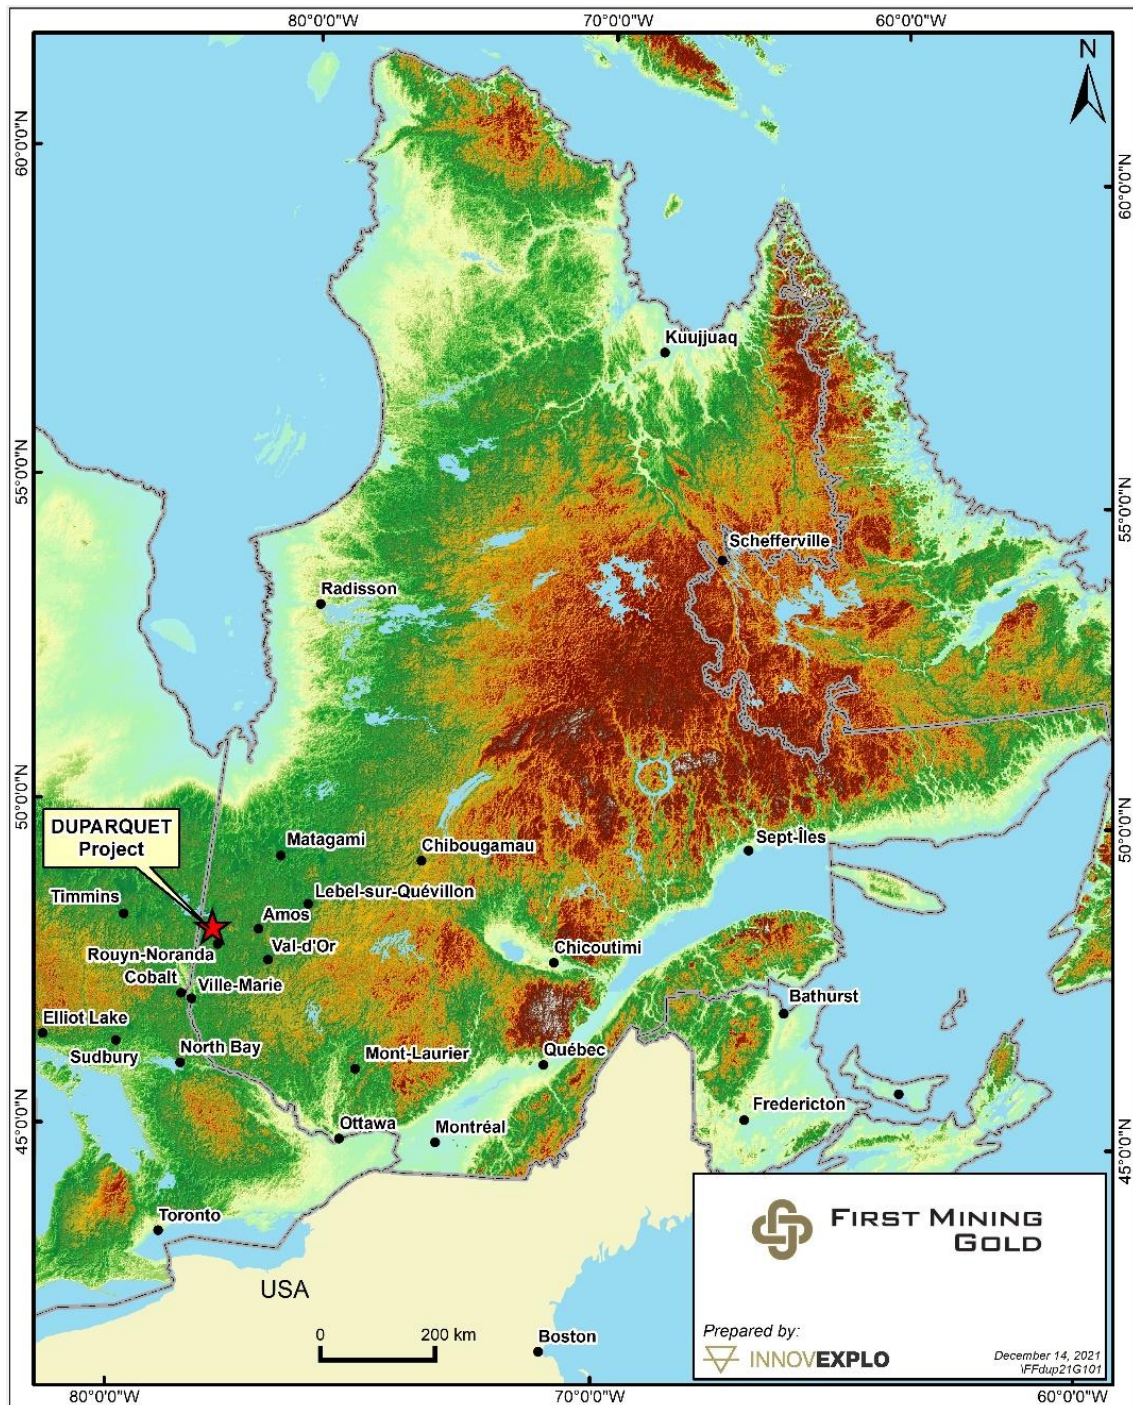 80°0'0"W
70°0'0"W
60°0'0"W
N
60°0'0"N
60°0'0"N
Kuujjuaq
55°0'0"N
55°0'0"N
Schefferville
Radisson
50°0'0"N
50°0'0"N
DUPARQUET
Project
Matagami
Chibougamau
Sept-Îles
Timmins
Lebel-sur-Quévillon
Amos
Rouyn-Noranda
Val-d'Or
Chicoutimi
Cobalt
Ville-Marie
Bathurst
Elliot Lake
Sudbury
North Bay
Mont-Laurier
Québec
Fredericton
45°0'0"N
45°0'0"N
Ottawa
Montréal
Toronto
USA
0
200 km
Boston
FIRST MINING
GOLD
Prepared by:
INNOVEXPLO
December 14, 2021
\FFdup21G101
80°0'0"W
70°0'0"W
60°0'0"W